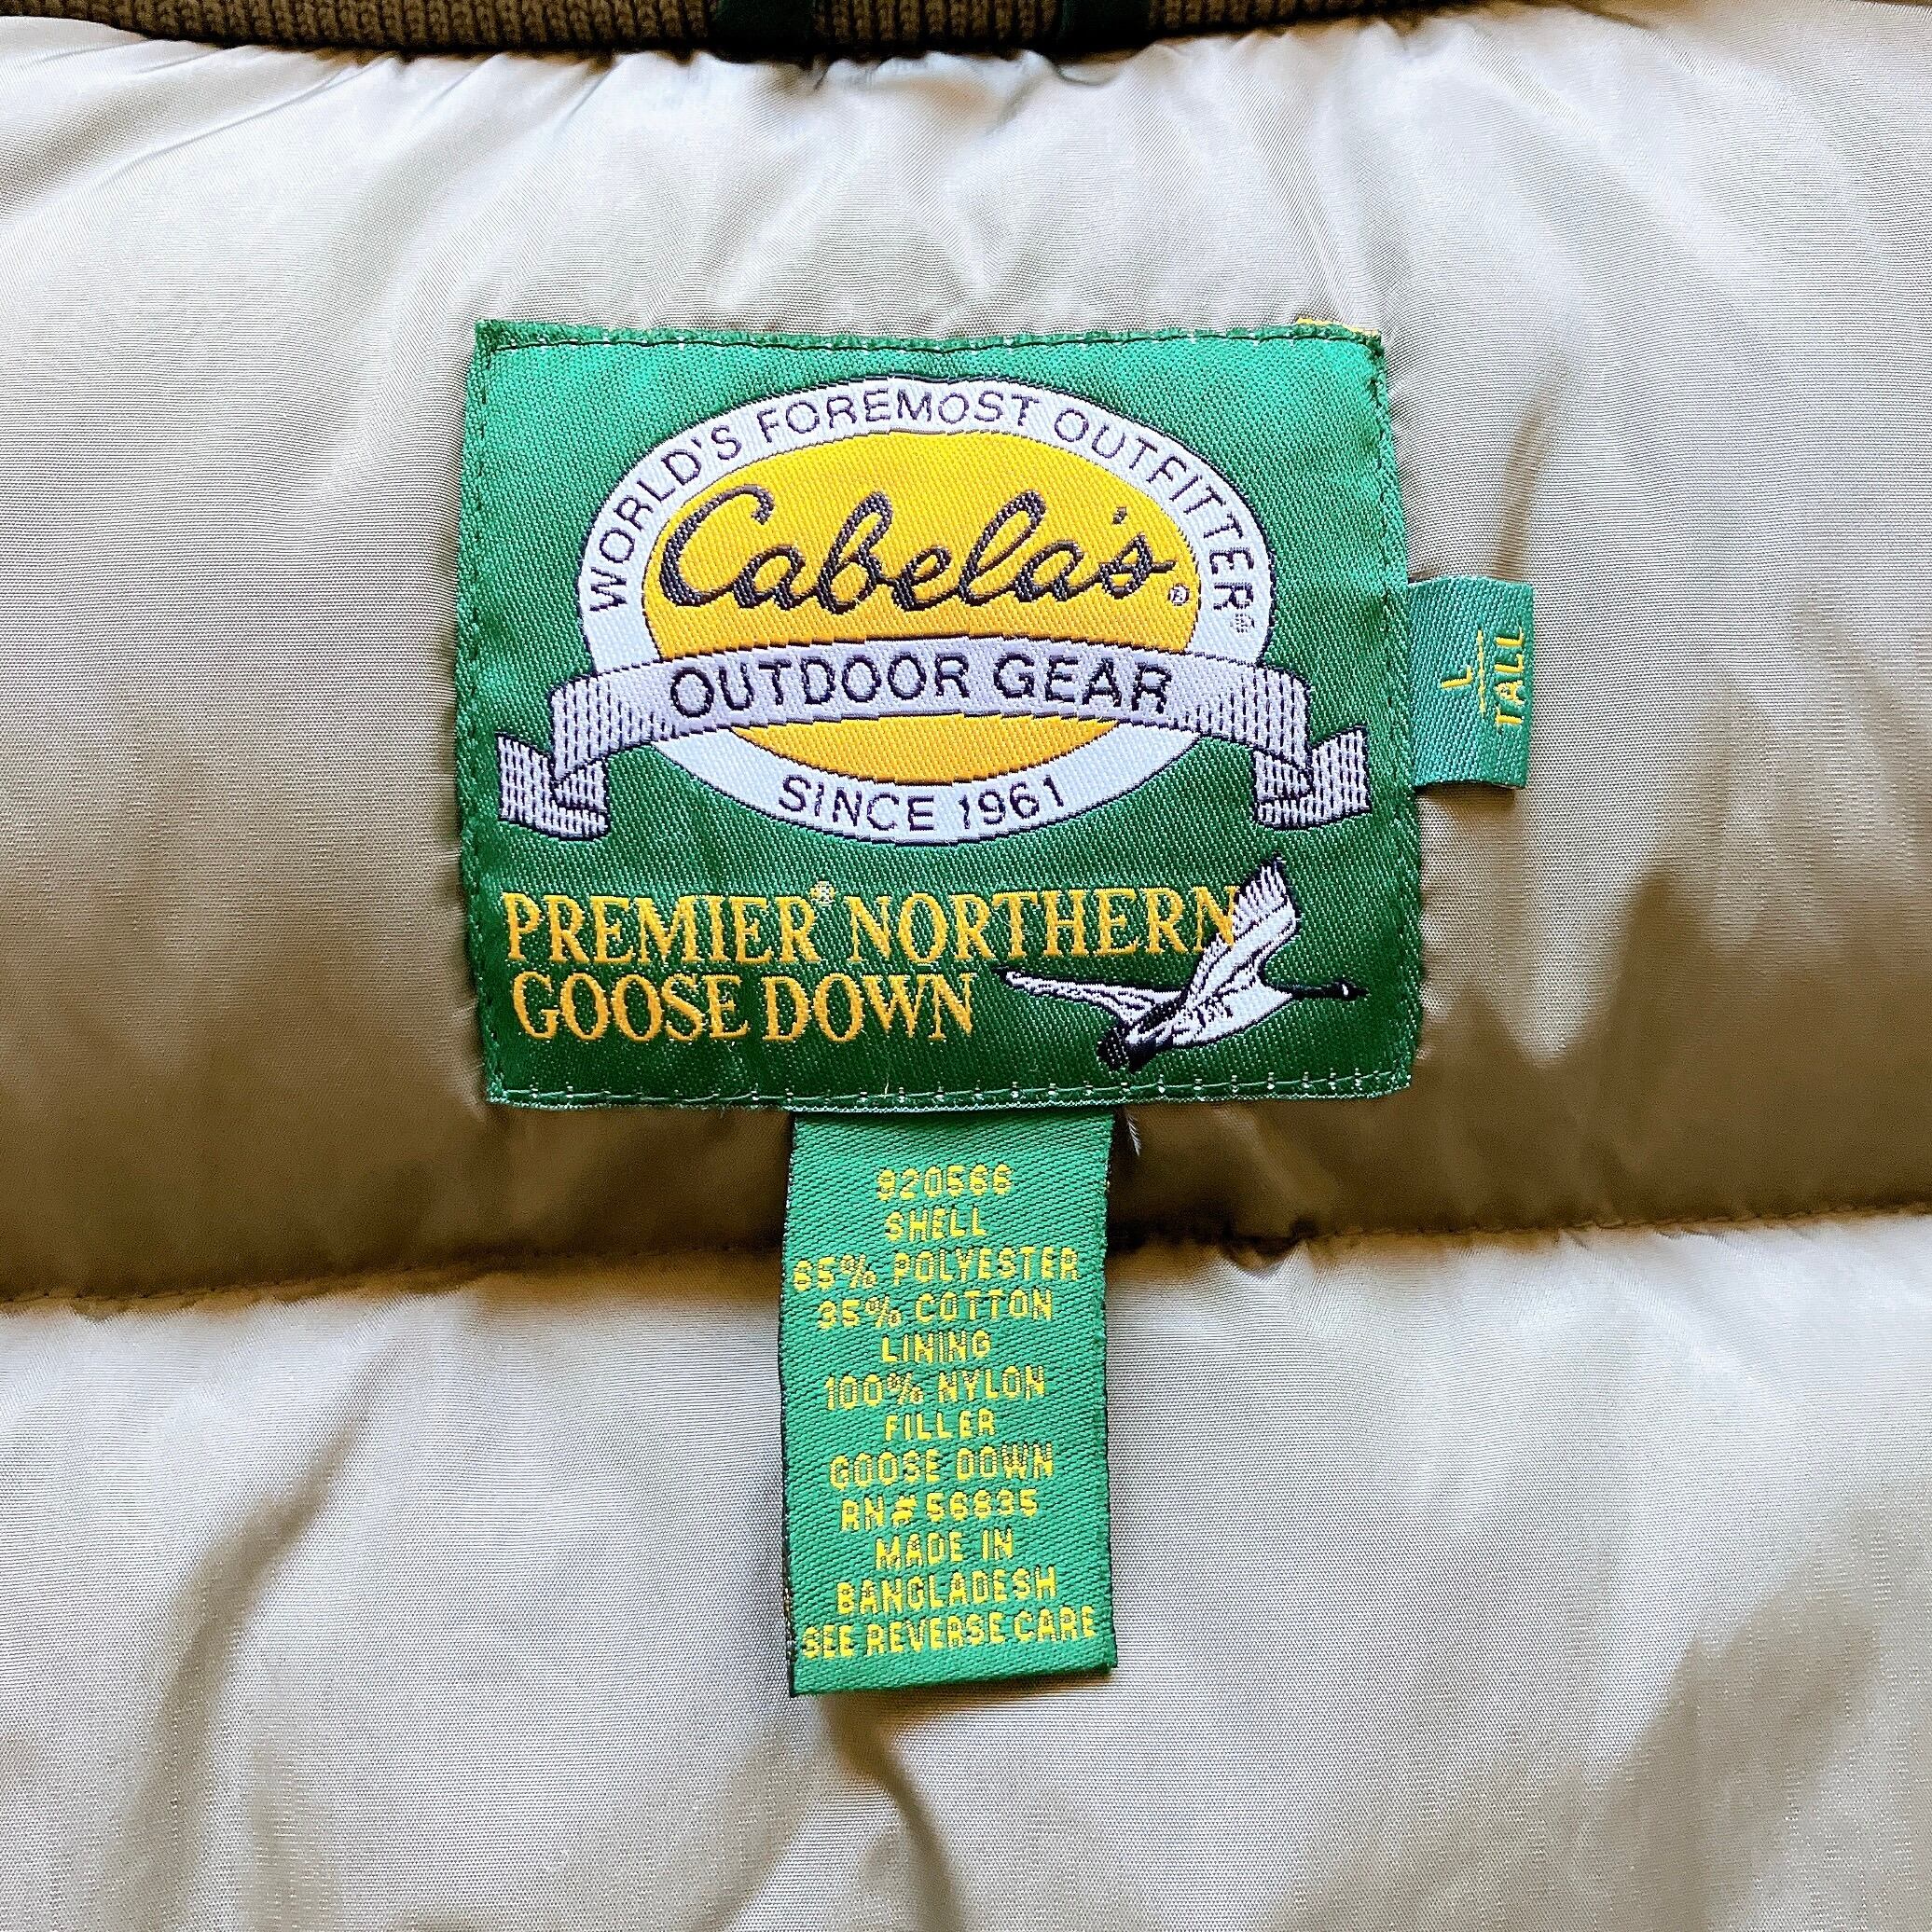 WORLD'S FOREMOST OUTFITTER®
Cabela's®
OUTDOOR GEAR
SINCE 1961
L
TALL
PREMIER® NORTHERN
GOOSE DOWN
920566
SHELL
65% POLYESTER
35% COTTON
LINING
100% NYLON
FILLER
GOOSE DOWN
RN#56835
MADE IN
BANGLADESH
SEE REVERSE CARE